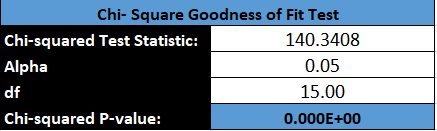 Chi- Square Goodness of Fit Test
Chi-squared Test Statistic: 140.3408
Alpha 0.05
df 15.00
Chi-squared P-value: 0.000E+00